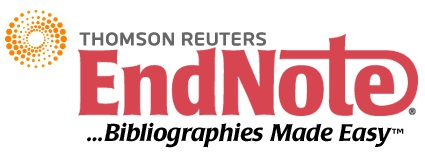 THOMSON REUTERS
EndNote®
...Bibliographies Made Easy™